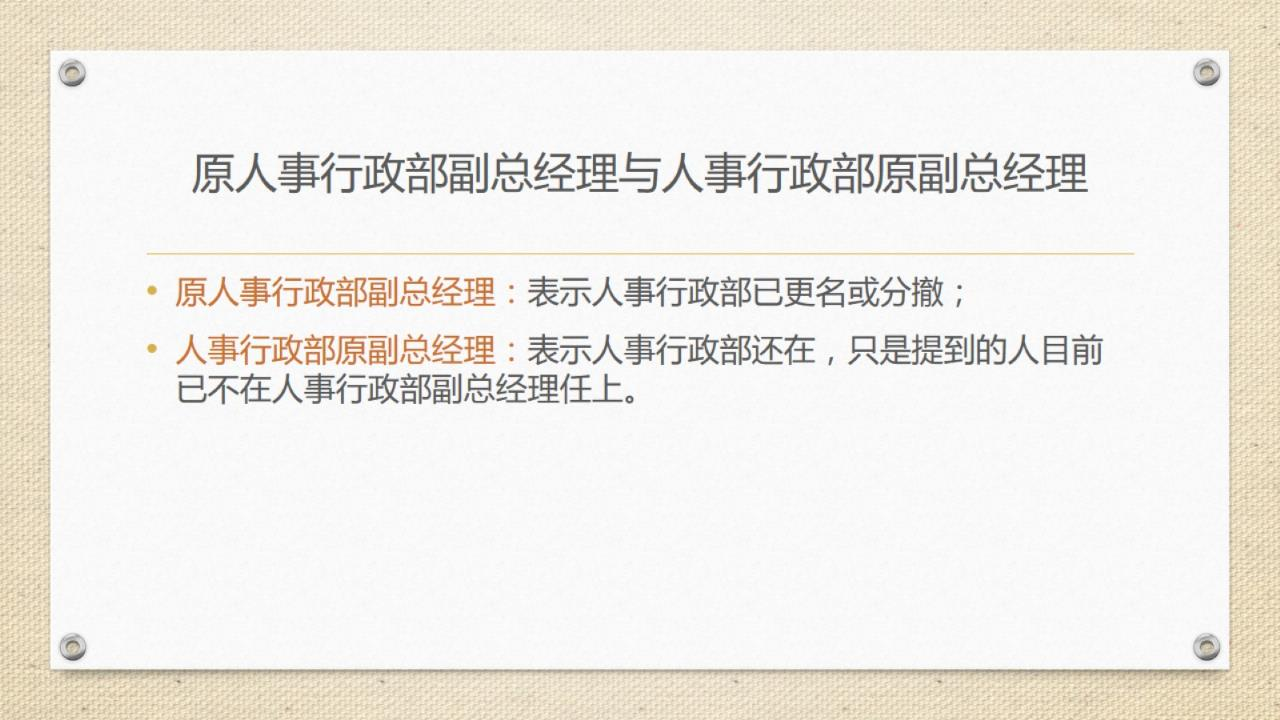 原人事行政部副总经理与人事行政部原副总经理
• 原人事行政部副总经理：表示人事行政部已更名或分撤；
• 人事行政部原副总经理：表示人事行政部还在，只是提到的人目前
已不在人事行政部副总经理任上。